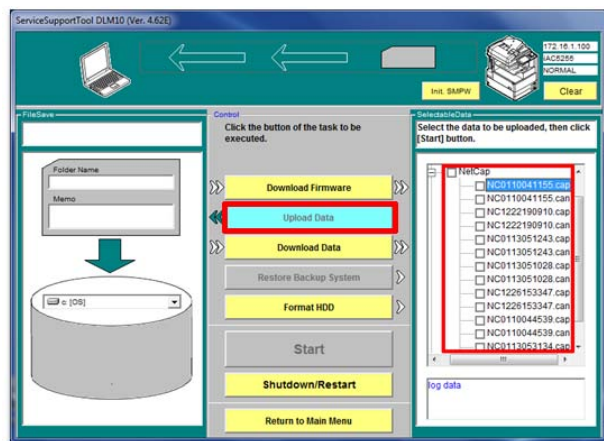 ServiceSupportTool DLM10 (Ver. 4.62E)
172.16.1.100
IAC5255
NORMAL
Init. SMPW
Clear
FileSave
Folder Name
Memo
c: [OS]
Control
Click the button of the task to be
executed.
Download Firmware
Upload Data
Download Data
Restore Backup System
Format HDD
Start
Shutdown/Restart
Return to Main Menu
SelectableData
Select the data to be uploaded, then click
[Start] button.
NetCap
NC0110041155.cap
NC0110041155.can
NC1222190910.cap
NC1222190910.can
NC0113051243.cap
NC0113051243.can
NC0113051028.cap
NC0113051028.can
NC1226153347.cap
NC1226153347.can
NC0110044539.cap
NC0110044539.can
NC0113053134.cap
log data